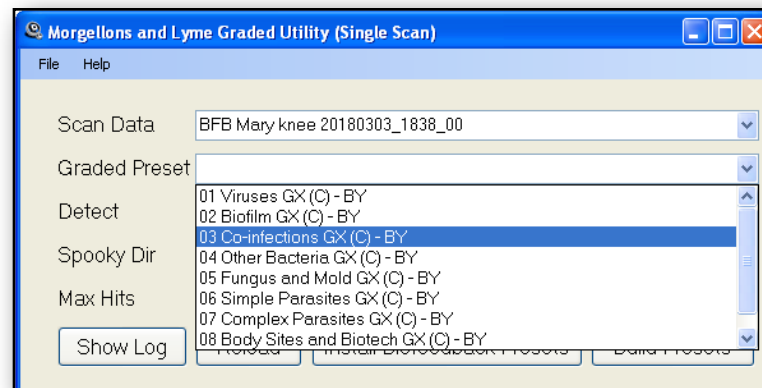 Morgellons and Lyme Graded Utility (Single Scan)
File Help
Scan Data BFB Mary knee 20180303_1838_00
Graded Preset
01 Viruses GX (C) - BY
02 Biofilm GX (C) - BY
Detect
03 Co-infections GX (C) - BY
04 Other Bacteria GX (C) - BY
Spooky Dir
05 Fungus and Mold GX (C) - BY
06 Simple Parasites GX (C) - BY
Max Hits
07 Complex Parasites GX (C) - BY
08 Body Sites and Biotech GX (C) - BY
Show Log